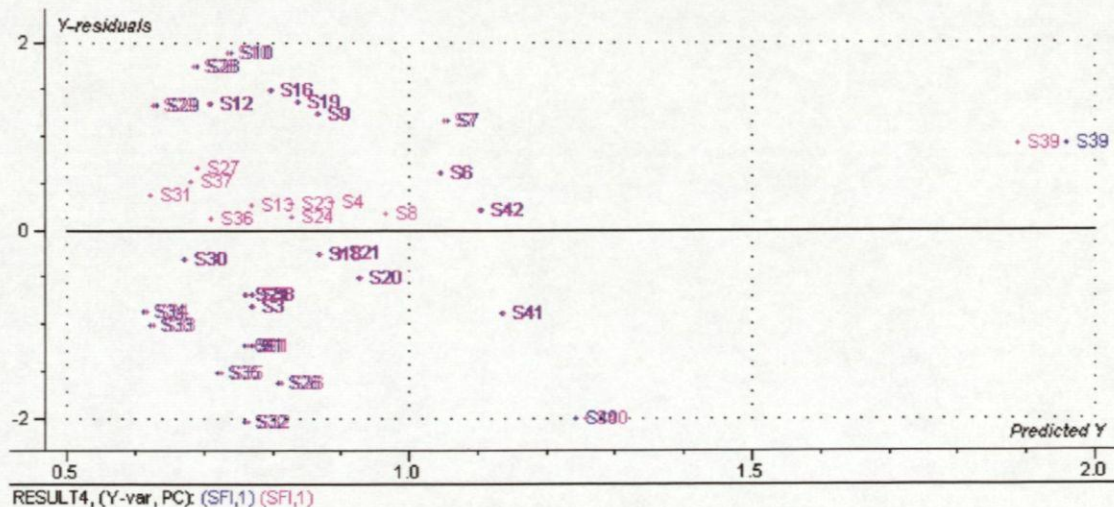 Y-residuals
2
S10
S28
S16
S29
S12
S19
S9
S7
S39 S39
S27
S6
S37
S31
S13 S23 S4
S42
S36
S24
S8
0
S30
S21
S20
S3
S34
S41
S33
S35
S26
S32
-2
Predicted Y
0.5
1.0
1.5
2.0
RESULT4, (Y-var, PC): (SFI,1) (SFI,1)